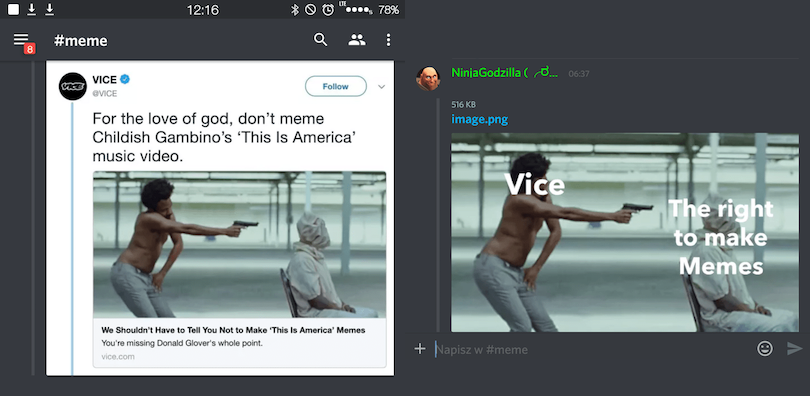 12:16
LTE
78%
8
#meme
VICE
VICE
@VICE
Follow
For the love of god, don't meme
Childish Gambino's 'This Is America'
music video.
We Shouldn't Have to Tell You Not to Make 'This Is America' Memes
You're missing Donald Glover's whole point.
vice.com
NinjaGodzilla (
06:37
516 KB
image.png
Vice
The right
to make
Memes
Napisz w #meme